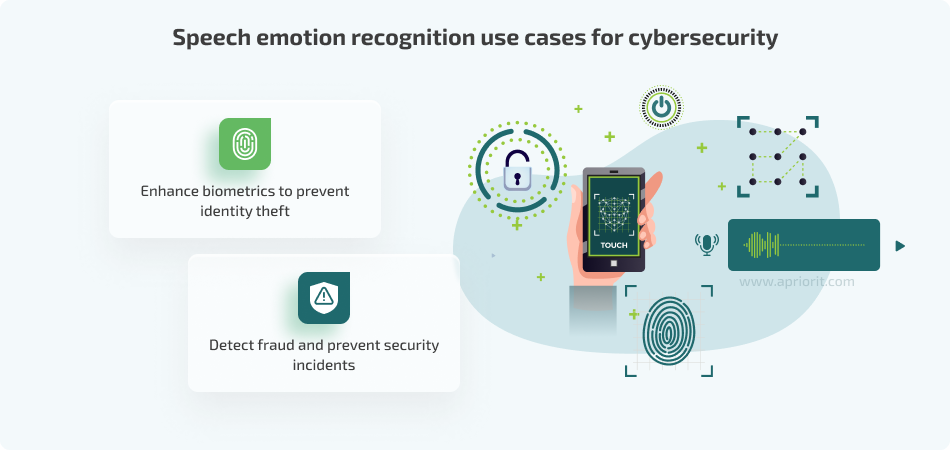 Speech emotion recognition use cases for cybersecurity
Enhance biometrics to prevent
identity theft
Detect fraud and prevent security
incidents
TOUCH
www.apriorit.com